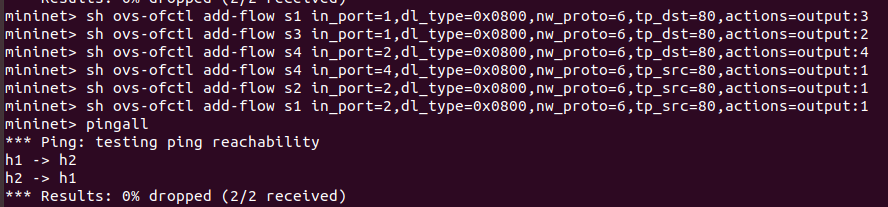 *** Results: 0% dropped (2/2 received)
mininet> sh ovs-ofctl add-flow s1 in_port=1,dl_type=0x0800,nw_proto=6,tp_dst=80,actions=output:3
mininet> sh ovs-ofctl add-flow s3 in_port=1,dl_type=0x0800,nw_proto=6,tp_dst=80,actions=output:2
mininet> sh ovs-ofctl add-flow s4 in_port=2,dl_type=0x0800,nw_proto=6,tp_dst=80,actions=output:4
mininet> sh ovs-ofctl add-flow s4 in_port=4,dl_type=0x0800,nw_proto=6,tp_src=80,actions=output:1
mininet> sh ovs-ofctl add-flow s2 in_port=2,dl_type=0x0800,nw_proto=6,tp_src=80,actions=output:1
mininet> sh ovs-ofctl add-flow s1 in_port=2,dl_type=0x0800,nw_proto=6,tp_src=80,actions=output:1
mininet> pingall
*** Ping: testing ping reachability
h1 -> h2
h2 -> h1
*** Results: 0% dropped (2/2 received)